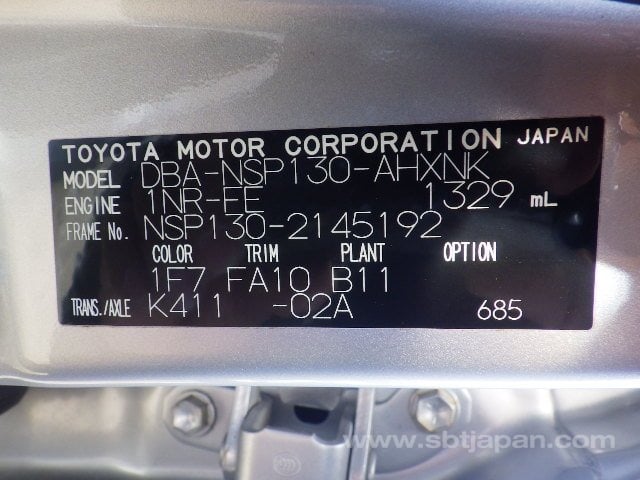 TOYOTA MOTOR CORPORATION JAPAN
MODEL DBA-NSP130-AHXNK
ENGINE 1NR-FE 1329 mL
FRAME No. NSP130-2145192
COLOR TRIM PLANT OPTION
1F7 FA10 B11
TRANS./AXLE K411 -02A 685
www.sbtjapan.com